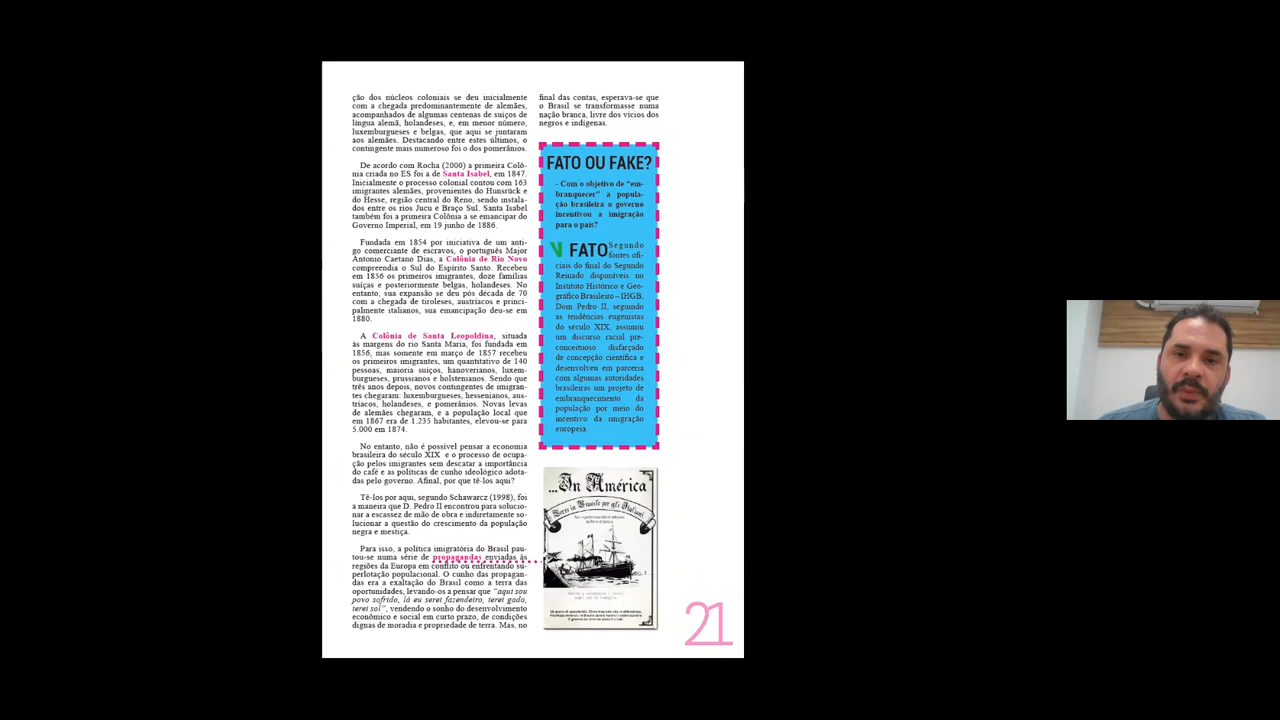 ção dos núcleos coloniais se deu inicialmente
com a chegada predominantemente de alemães,
acompanhados de algumas centenas de suíços de
língua alemã, holandeses, e, em menor número,
luxemburgueses e belgas, que aqui se juntaram
aos alemães. Destacando entre estes últimos, o
contingente mais numeroso foi o dos pomerânios.
De acordo com Rocha (2000) a primeira Colô-
nia criada no ES foi a de Santa Isabel, em 1847.
Inicialmente o processo colonial contou com 163
imigrantes alemães, provenientes do Hunsrück e
do Hesse, região central do Reno, sendo instala-
dos entre os rios Jucu e Braço Sul. Santa Isabel
também foi a primeira Colônia a se emancipar do
Governo Imperial, em 19 junho de 1886.
Fundada em 1854 por iniciativa de um anti-
go comerciante de escravos, o português Major
Antonio Caetano Dias, a Colônia de Rio Novo
compreendia o Sul do Espírito Santo. Recebeu
em 1856 os primeiros imigrantes, doze famílias
suíças e posteriormente belgas, holandeses. No
entanto, sua expansão se deu pós década de 70
com a chegada de tiroleses, austríacos e princi-
palmente italianos, sua emancipação deu-se em
1880.
A Colônia de Santa Leopoldina, situada
às margens do rio Santa Maria, foi fundada em
1856, mas somente em março de 1857 recebeu
os primeiros imigrantes, um quantitativo de 140
pessoas, maioria suíços, hanoverianos, luxem-
burgueses, prussianos e holstenianos. Sendo que
três anos depois, novos contingentes de imigran-
tes chegaram: luxemburgueses, hessenianos, aus-
tríacos, holandeses, e pomerânios. Novas levas
de alemães chegaram, e a população local que
em 1867 era de 1.235 habitantes, elevou-se para
5.000 em 1874.
No entanto, não é possível pensar a economia
brasileira do século XIX e o processo de ocupa-
ção pelos imigrantes sem descatar a importância
do café e as políticas de cunho ideológico adota-
das pelo governo. Afinal, por que tê-los aqui?
Tê-los por aqui, segundo Schawarcz (1998), foi
a maneira que D. Pedro II encontrou para solucio-
nar a escassez de mão de obra e indiretamente so-
lucionar a questão do crescimento da população
negra e mestiça.
Para isso, a política imigratória do Brasil pau-
tou-se numa série de propagandas enviadas às
regiões da Europa em conflito ou enfrentando su-
perlotação populacional. O cunho das propagan-
das era a exaltação do Brasil como a terra das
oportunidades, levando-os a pensar que "aqui sou
povo sofrido, lá eu serei fazendeiro, terei gado,
terei sol", vendendo o sonho do desenvolvimento
econômico e social em curto prazo, de condições
dignas de moradia e propriedade de terra. Mas, no
final das contas, esperava-se que
o Brasil se transformasse numa
nação branca, livre dos vícios dos
negros e indígenas.
FATO OU FAKE?
- Com o objetivo de "em-
branquecer" a popula-
ção brasileira o governo
incentivou a imigração
para o país?
V FATO Segundo
fontes ofi-
ciais do final do Segundo
Reinado disponíveis no
Instituto Histórico e Geo-
gráfico Brasileiro – IHGB,
Dom Pedro II, segundo
as tendências eugenistas
do século XIX, assumiu
um discurso racial pre-
conceituoso disfarçado
de concepção científica e
desenvolveu em parceria
com algumas autoridades
brasileiras um projeto de
embranquecimento da
população por meio do
incentivo da imigração
europeia.
...In América
Terre in Brasile per gli Italiani
21